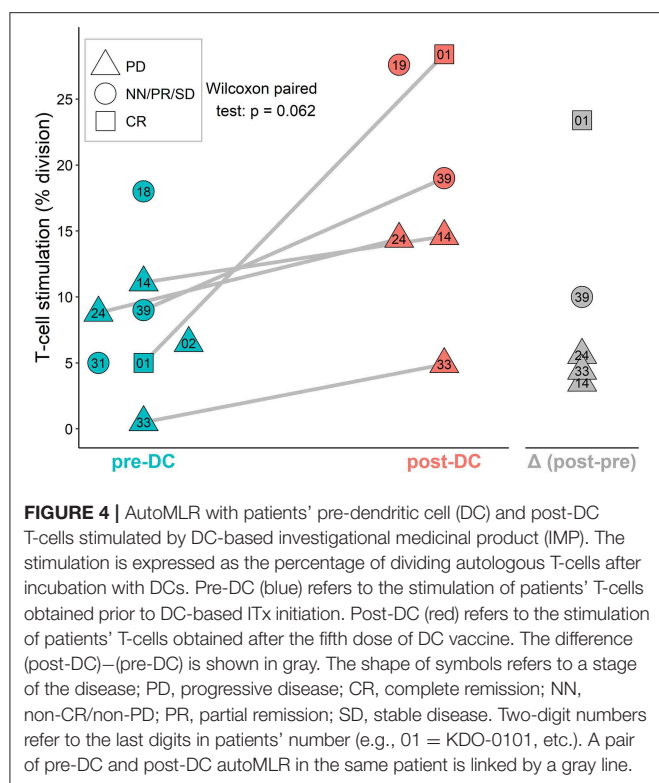 PD
NN/PR/SD
CR
Wilcoxon paired
test: p = 0.062
T-cell stimulation (% division)
25
20
15
10
5
0
01
19
01
18
39
24
14
14
24
39
39
02
31
01
24
33
33
14
33
pre-DC
post-DC
Δ (post-pre)
FIGURE 4 | AutoMLR with patients' pre-dendritic cell (DC) and post-DC
T-cells stimulated by DC-based investigational medicinal product (IMP). The
stimulation is expressed as the percentage of dividing autologous T-cells after
incubation with DCs. Pre-DC (blue) refers to the stimulation of patients' T-cells
obtained prior to DC-based ITx initiation. Post-DC (red) refers to the stimulation
of patients' T-cells obtained after the fifth dose of DC vaccine. The difference
(post-DC)–(pre-DC) is shown in gray. The shape of symbols refers to a stage
of the disease; PD, progressive disease; CR, complete remission; NN,
non-CR/non-PD; PR, partial remission; SD, stable disease. Two-digit numbers
refer to the last digits in patients' number (e.g., 01 = KDO-0101, etc.). A pair
of pre-DC and post-DC autoMLR in the same patient is linked by a gray line.